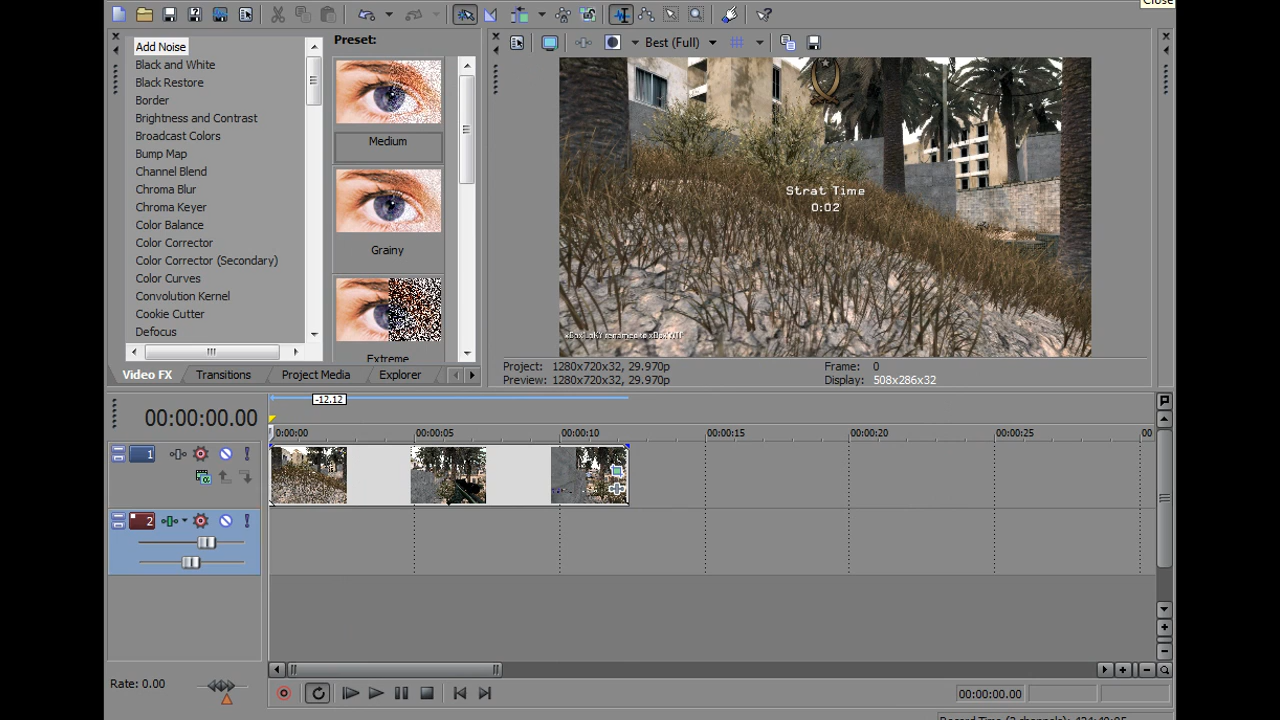 Close
Preset:
Best (Full)
Add Noise
Black and White
Black Restore
Border
Brightness and Contrast
Broadcast Colors
Bump Map
Channel Blend
Chroma Blur
Chroma Keyer
Color Balance
Color Corrector
Color Corrector (Secondary)
Color Curves
Convolution Kernel
Cookie Cutter
Defocus
Medium
Grainy
Extreme
Strat Time
0:02
Video FX
Transitions
Project Media
Explorer
Project: 1280x720x32, 29.970p
Preview: 1280x720x32, 29.970p
Frame: 0
Display: 508x286x32
-12.12
00:00:00.00
0:00:00
00:00:05
00:00:10
00:00:15
00:00:20
00:00:25
00
1
2
Rate: 0.00
00:00:00.00